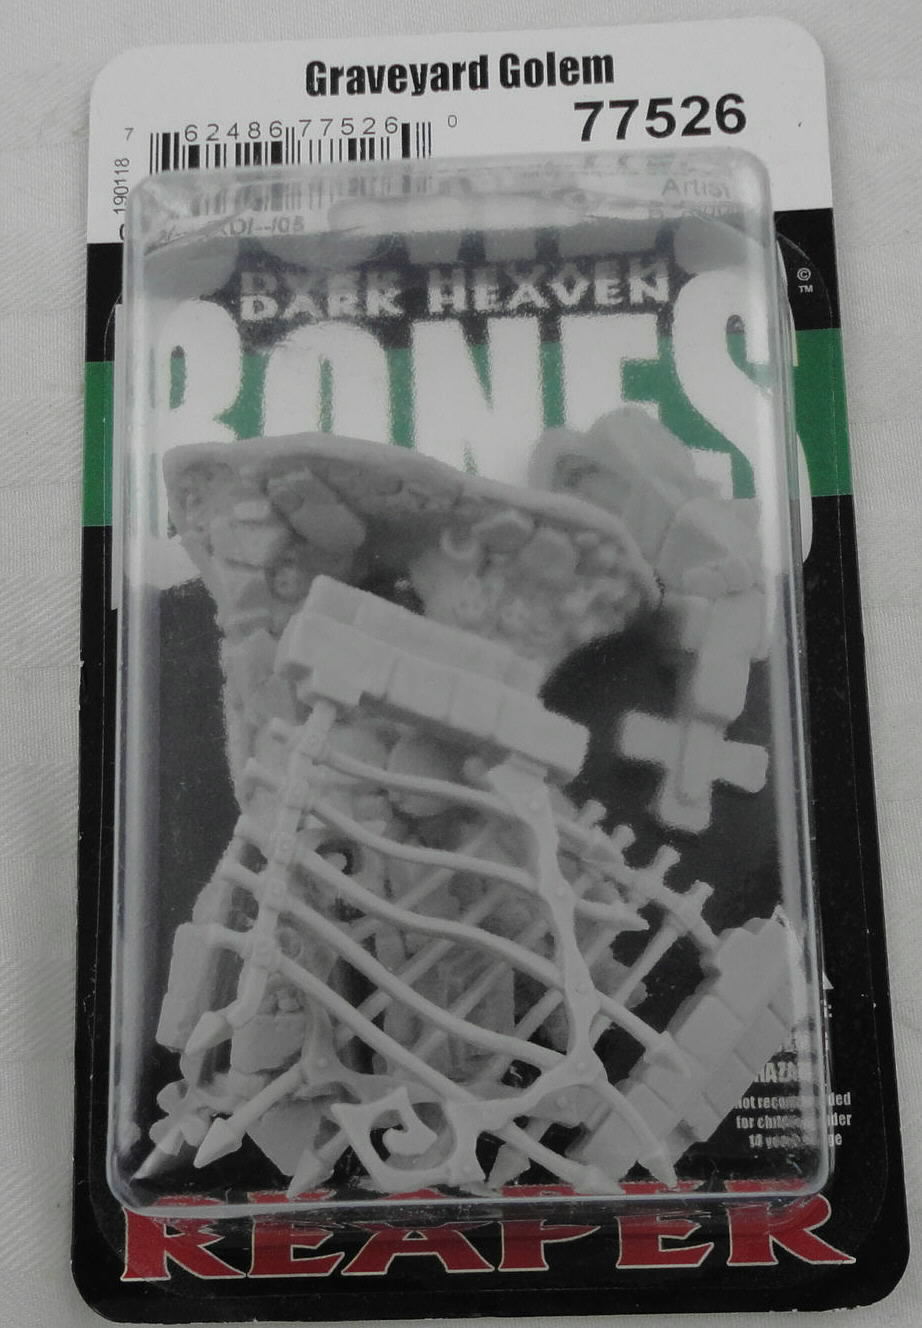 Graveyard Golem
77526
7 62486 77526 0
190118
Artist
©
™
DARK HEAVEN
BONES
not recommended
for children under
14 years of age
REAPER